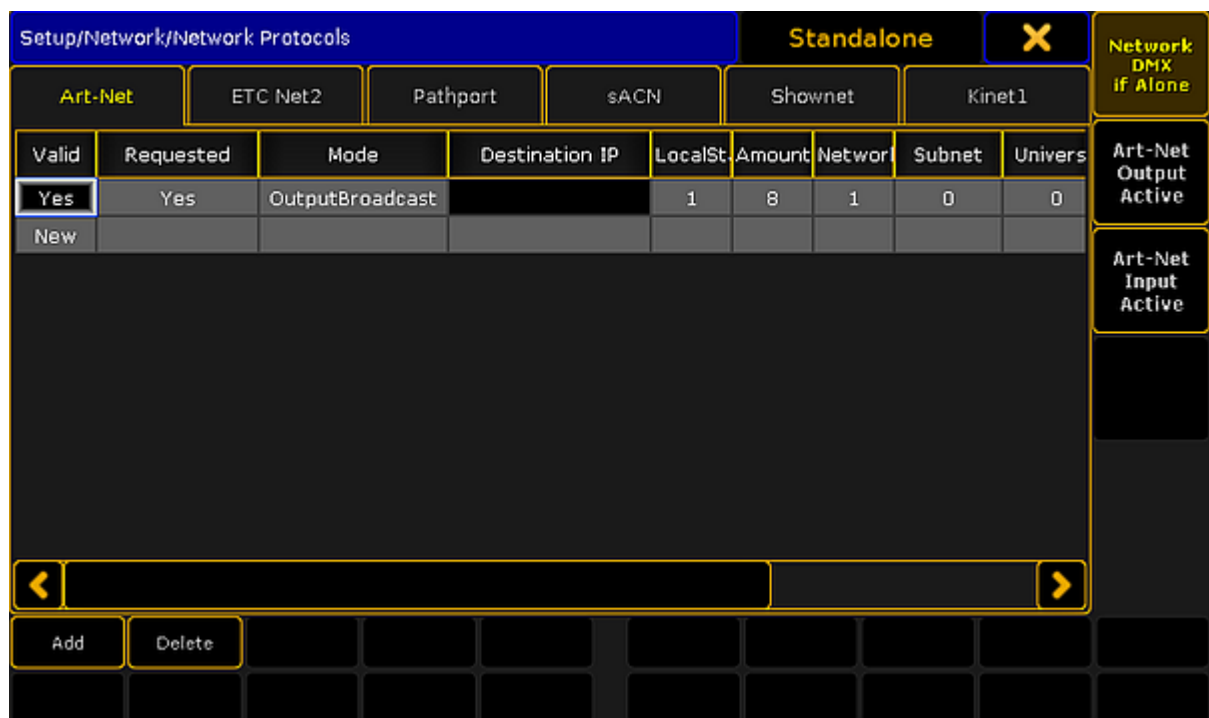 Setup/Network/Network Protocols
Standalone
Network
DMX
if Alone
Art-Net
ETC Net2
Pathport
sACN
Shownet
Kinet1
Valid Requested Mode Destination IP LocalSt. Amount Networ Subnet Univers
Yes Yes OutputBroadcast 1 8 1 0 0
New
Art-Net
Output
Active
Art-Net
Input
Active
Add Delete